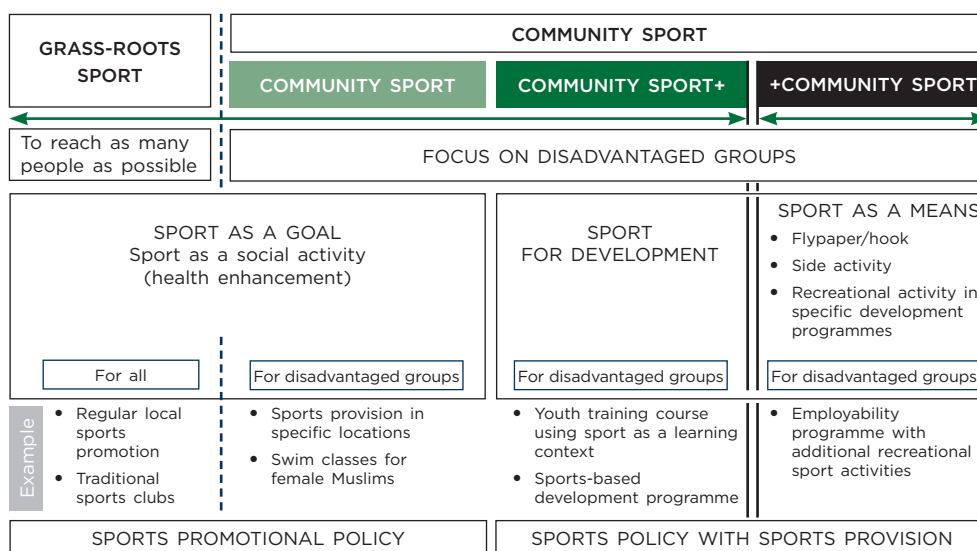 GRASS-ROOTS
SPORT
COMMUNITY SPORT
COMMUNITY SPORT
COMMUNITY SPORT+
+COMMUNITY SPORT
To reach as many
people as possible
FOCUS ON DISADVANTAGED GROUPS
SPORT AS A GOAL
Sport as a social activity
(health enhancement)
For all
For disadvantaged groups
SPORT
FOR DEVELOPMENT
For disadvantaged groups
SPORT AS A MEANS
• Flypaper/hook
• Side activity
• Recreational activity in
specific development
programmes
For disadvantaged groups
Example
• Regular local
sports
promotion
• Traditional
sports clubs
• Sports provision in
specific locations
• Swim classes for
female Muslims
• Youth training course
using sport as a learning
context
• Sports-based
development programme
• Employability
programme with
additional recreational
sport activities
SPORTS PROMOTIONAL POLICY
SPORTS POLICY WITH SPORTS PROVISION